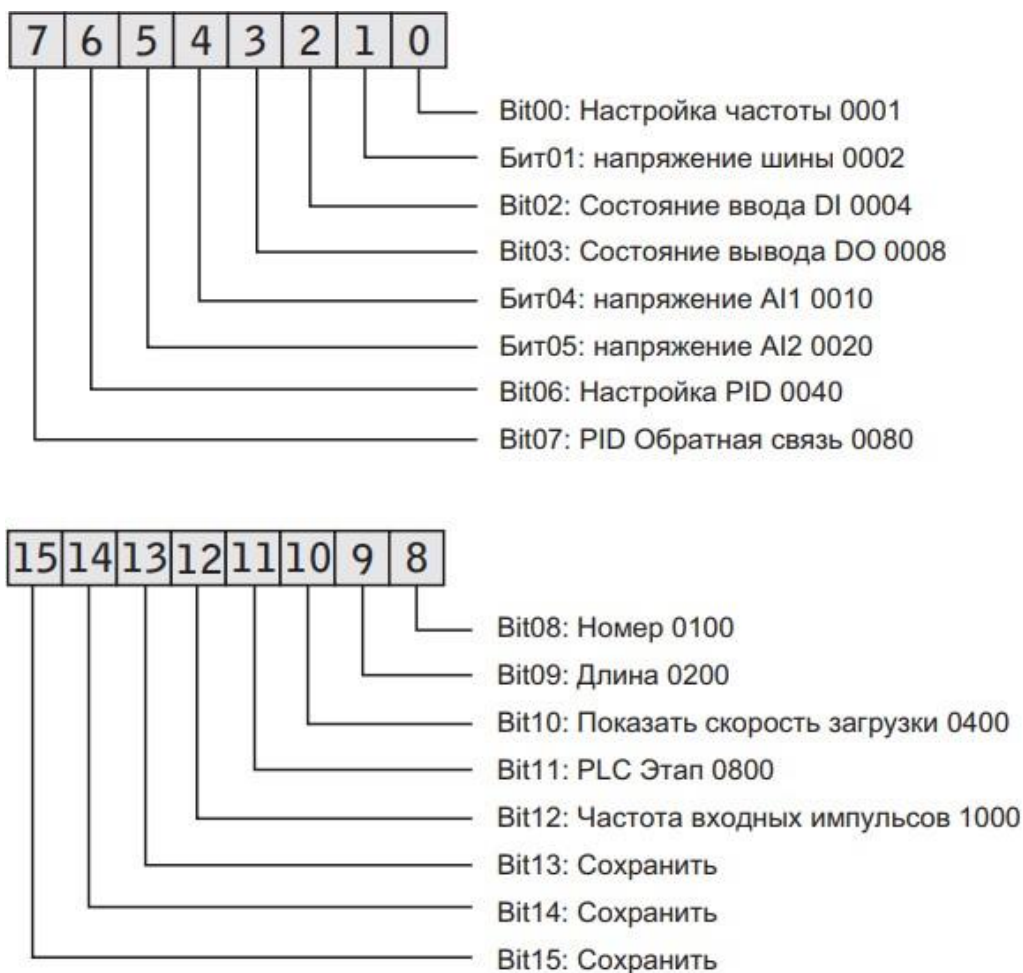 7 6 5 4 3 2 1 0
Bit00: Настройка частоты 0001
Бит01: напряжение шины 0002
Bit02: Состояние ввода DI 0004
Bit03: Состояние вывода DO 0008
Бит04: напряжение AI1 0010
Бит05: напряжение AI2 0020
Bit06: Настройка PID 0040
Bit07: PID Обратная связь 0080
15 14 13 12 11 10 9 8
Bit08: Номер 0100
Bit09: Длина 0200
Bit10: Показать скорость загрузки 0400
Bit11: PLC Этап 0800
Bit12: Частота входных импульсов 1000
Bit13: Сохранить
Bit14: Сохранить
Bit15: Сохранить